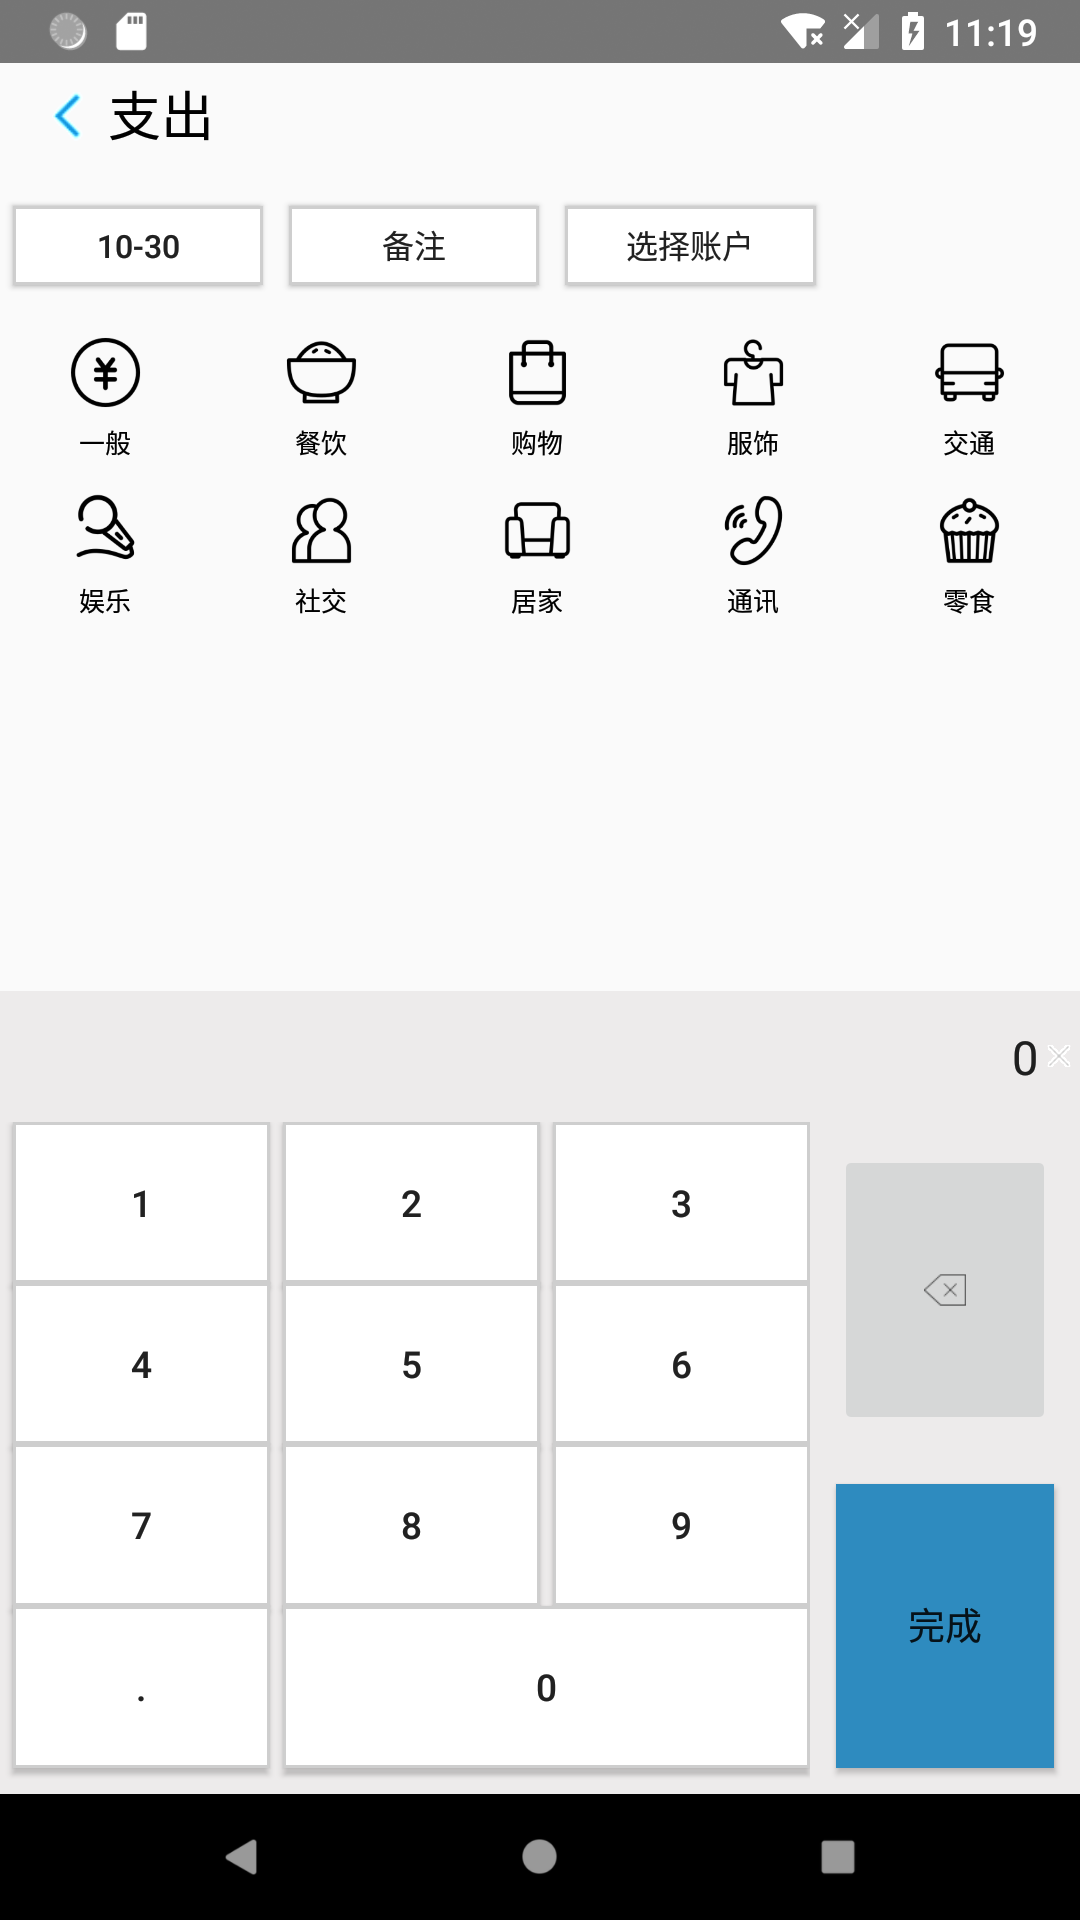 11:19
支出
10-30 备注 选择账户
一般 餐饮 购物 服饰 交通
娱乐 社交 居家 通讯 零食
0
1 2 3
4 5 6
7 8 9
. 0
完成